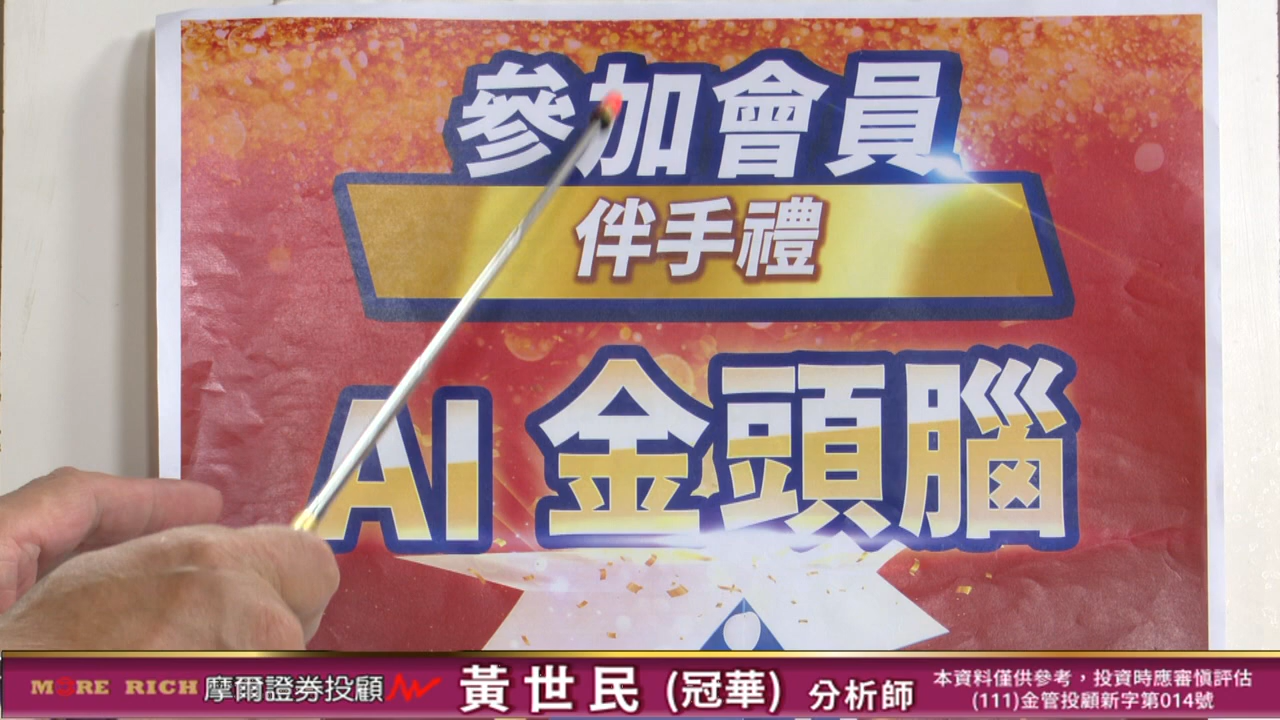 參加會員
伴手禮
AI 金頭腦
MORE RICH 摩爾證券投顧
黃世民 (冠華) 分析師
本資料僅供參考，投資時應審慎評估
(111)金管投顧新字第014號